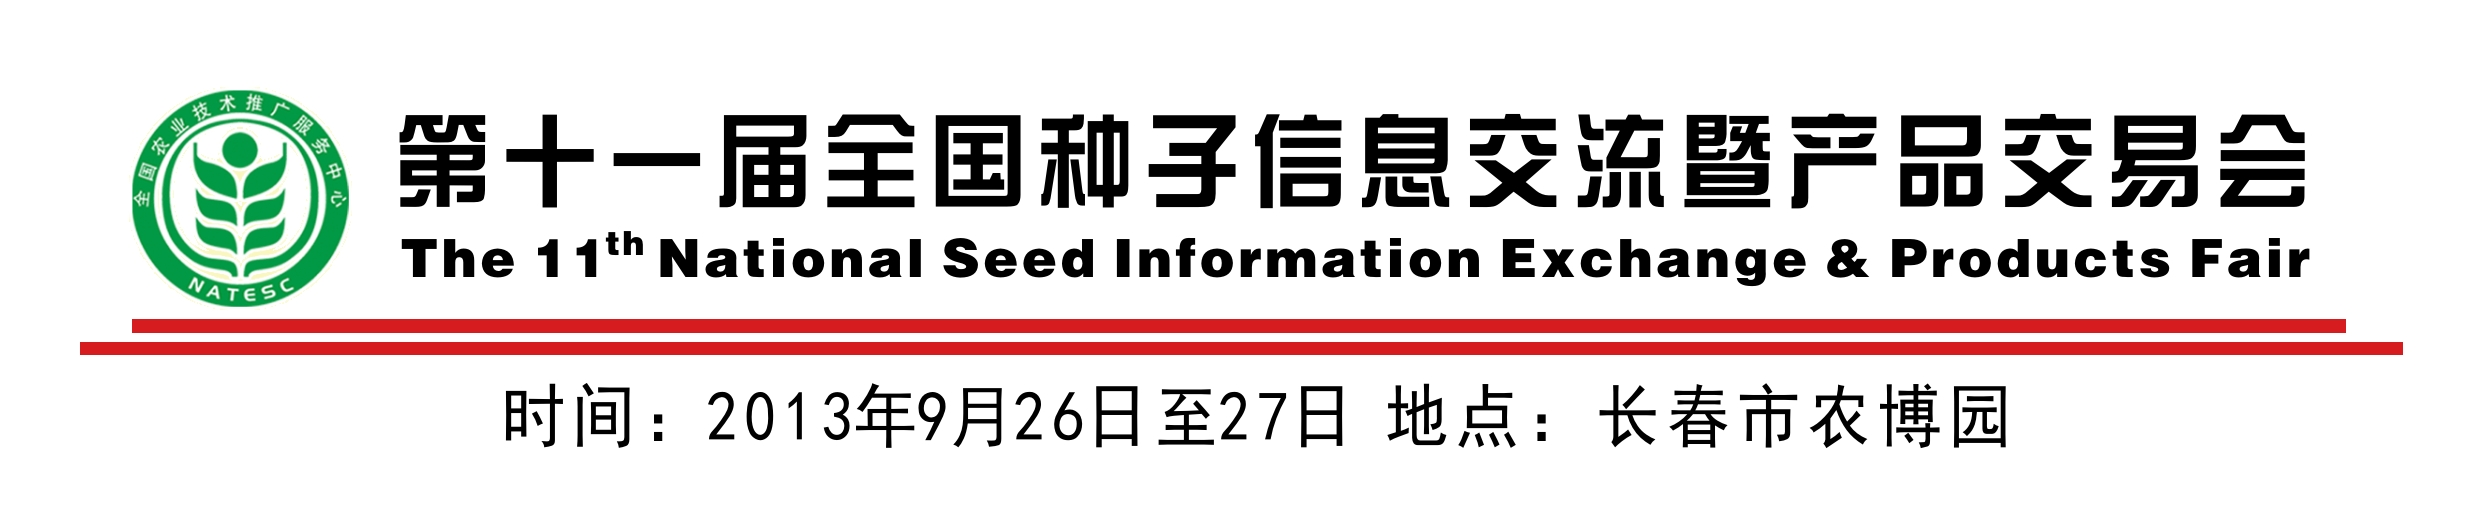 全国农业技术推广服务中心
NATESC
第十一届全国种子信息交流暨产品交易会
The 11th National Seed Information Exchange & Products Fair
时间：2013年9月26日至27日 地点：长春市农博园